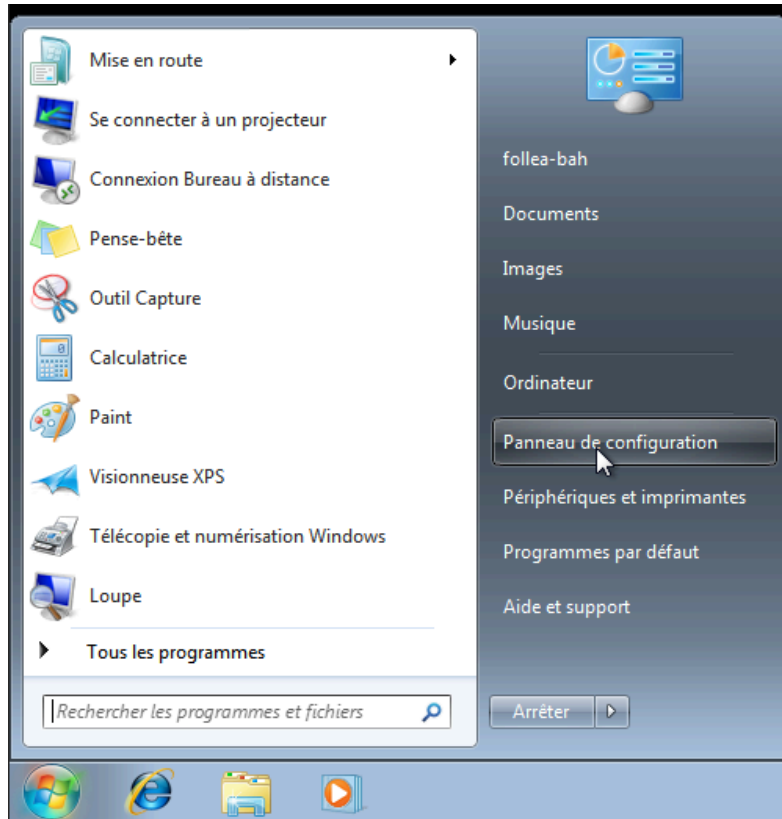 Mise en route
Se connecter à un projecteur
Connexion Bureau à distance
Pense-bête
Outil Capture
Calculatrice
Paint
Visionneuse XPS
Télécopie et numérisation Windows
Loupe
Tous les programmes
Rechercher les programmes et fichiers
follea-bah
Documents
Images
Musique
Ordinateur
Panneau de configuration
Périphériques et imprimantes
Programmes par défaut
Aide et support
Arrêter